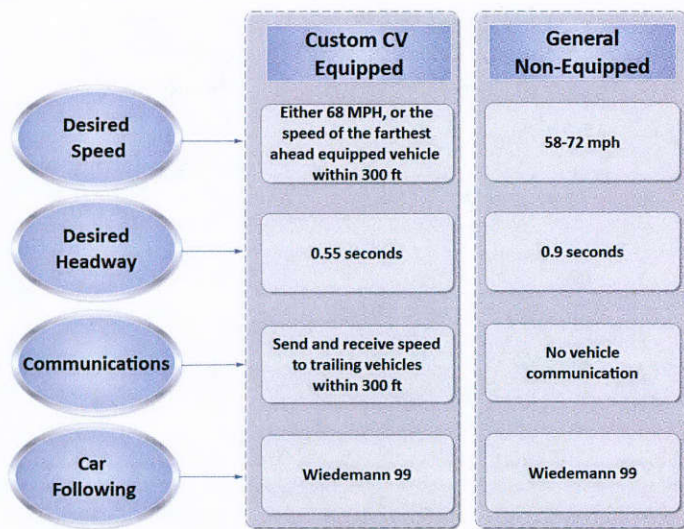 Custom CV
Equipped
General
Non-Equipped
Desired
Speed
Either 68 MPH, or the
speed of the farthest
ahead equipped vehicle
within 300 ft
58-72 mph
Desired
Headway
0.55 seconds
0.9 seconds
Communications
Send and receive speed
to trailing vehicles
within 300 ft
No vehicle
communication
Car
Following
Wiedemann 99
Wiedemann 99